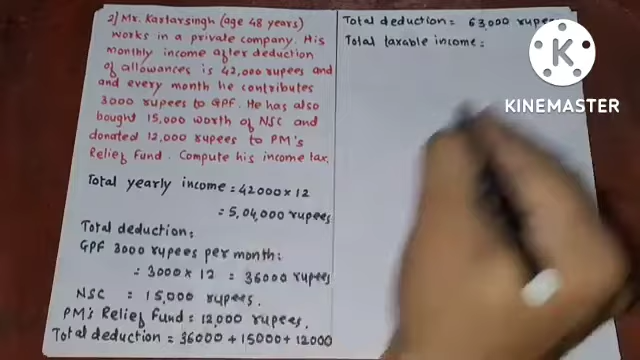 2) Mr. Kartarsingh (age 48 years)
works in a private company. His
monthly income after deduction
of allowances is 42,000 rupees and
and every month he contributes
3000 rupees to GPF. He has also
bought 15,000 worth of NSC and
donated 12,000 rupees to PM's
Relief Fund. Compute his income tax.
Total yearly income = 42000 × 12
= 5,04,000 rupees
Total deduction:
GPF 3000 rupees per month:
= 3000 × 12 = 36000 rupees
NSC = 15,000 rupees.
PM's Relief Fund = 12,000 rupees.
Total deduction = 36000 + 15000 + 12000
Total deduction = 63,000 rupees
Total taxable income =
K
KINEMASTER